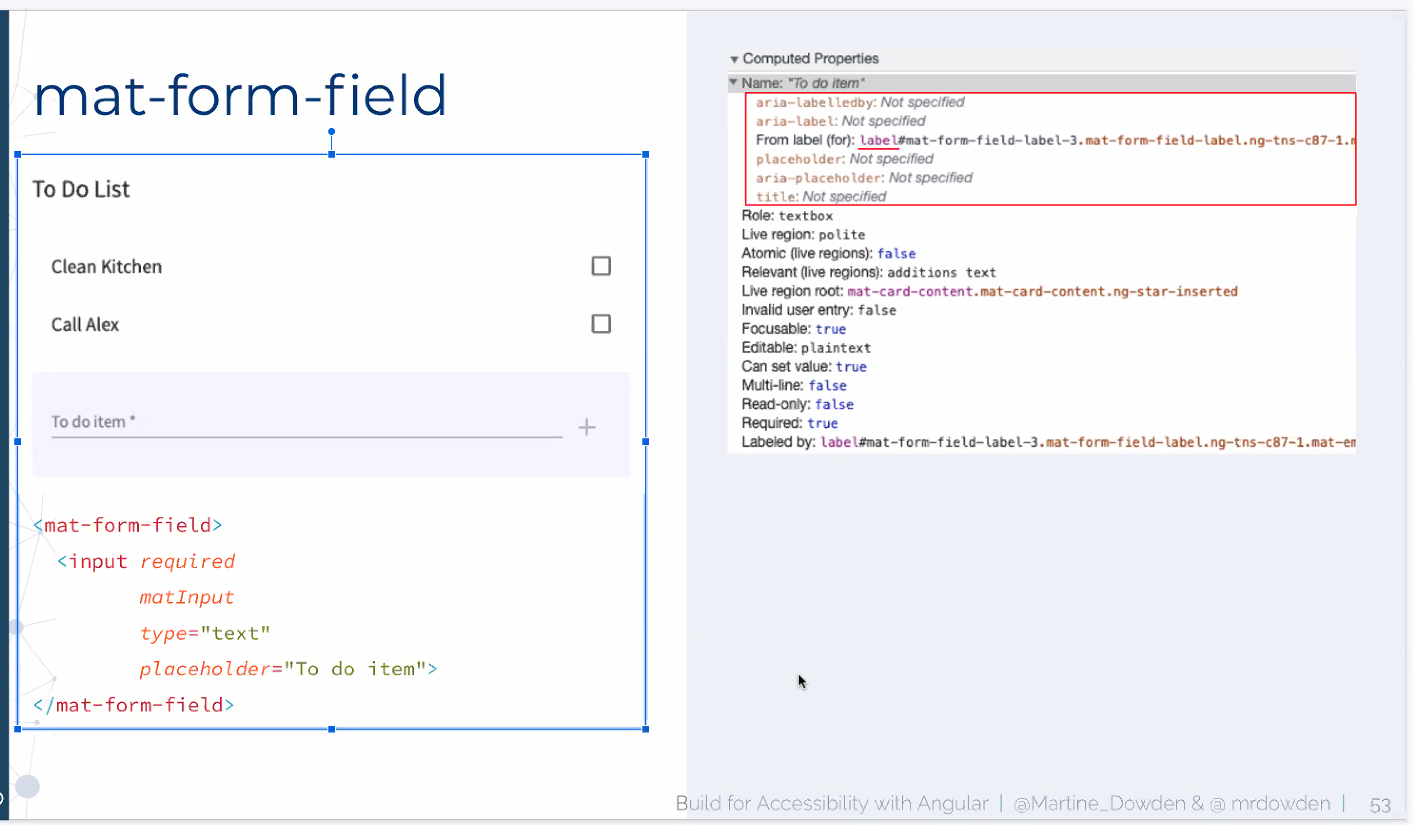 mat-form-field
To Do List
Clean Kitchen
Call Alex
To do item *
+
<mat-form-field>
<input required
matInput
type="text"
placeholder="To do item">
</mat-form-field>
▼ Computed Properties
▼ Name: "To do item"
aria-labelledby: Not specified
aria-label: Not specified
From label (for): label#mat-form-field-label-3.mat-form-field-label.ng-tns-c87-1.m
placeholder: Not specified
aria-placeholder: Not specified
title: Not specified
Role: textbox
Live region: polite
Atomic (live regions): false
Relevant (live regions): additions text
Live region root: mat-card-content.mat-card-content.ng-star-inserted
Invalid user entry: false
Focusable: true
Editable: plaintext
Can set value: true
Multi-line: false
Read-only: false
Required: true
Labeled by: label#mat-form-field-label-3.mat-form-field-label.ng-tns-c87-1.mat-em
Build for Accessibility with Angular | @Martine_Dowden & @ mrdowden | 53